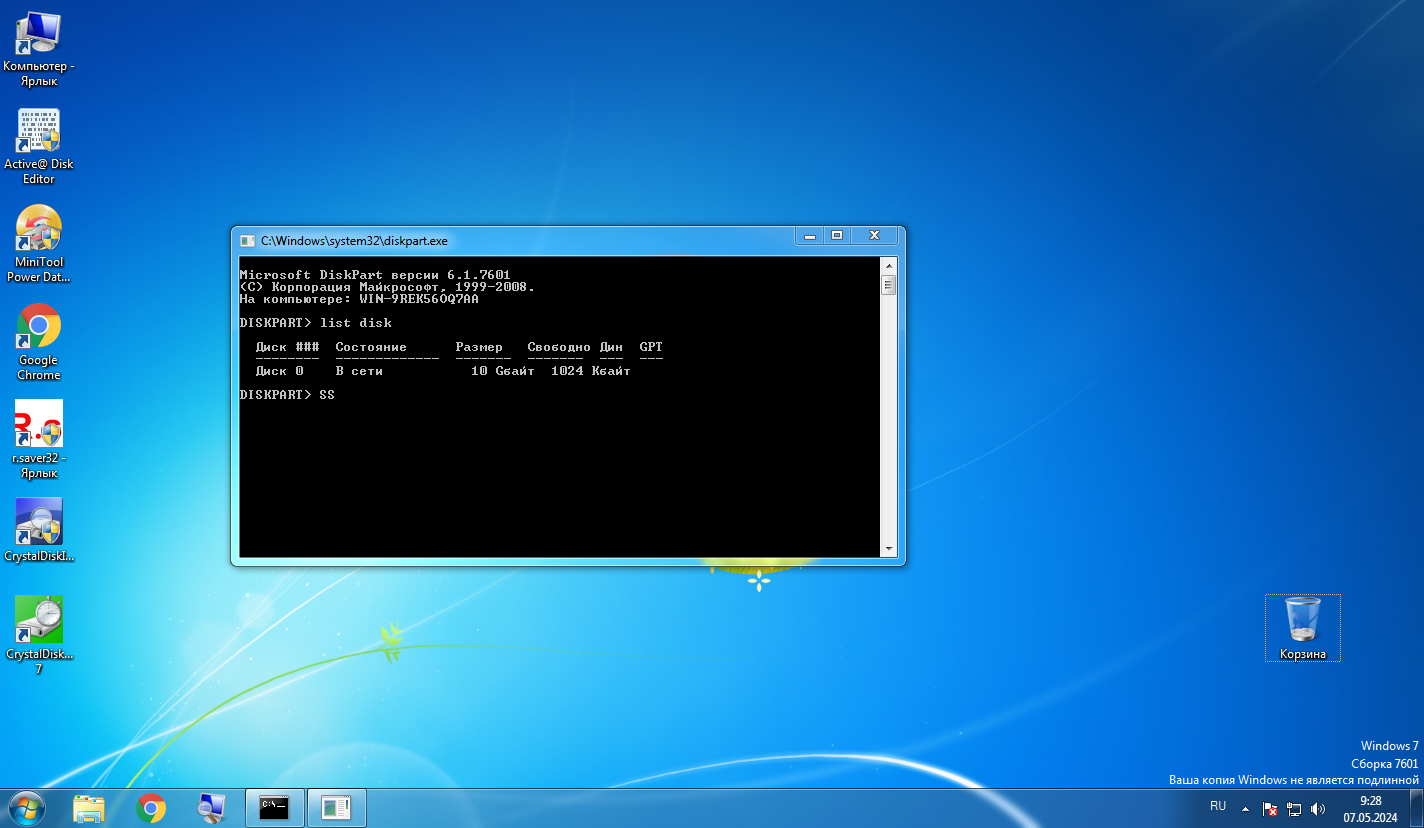 Компьютер -
Ярлык
Active@ Disk
Editor
MiniTool
Power Dat...
Google
Chrome
R.s
r.saver32 -
Ярлык
CrystalDiskI...
CrystalDisk...
7
C:\Windows\system32\diskpart.exe
Microsoft DiskPart версии 6.1.7601
(C) Корпорация Майкрософт, 1999-2008.
На компьютере: WIN-9REK56OQ7AA
DISKPART> list disk
Диск ### Состояние Размер Свободно Дин GPT
-------- ------------- ------- ------- --- ---
Диск 0 В сети 10 Gбайт 1024 Kбайт
DISKPART> SS
Корзина
Windows 7
Сборка 7601
Ваша копия Windows не является подлинной
C:\_
RU
9:28
07.05.2024